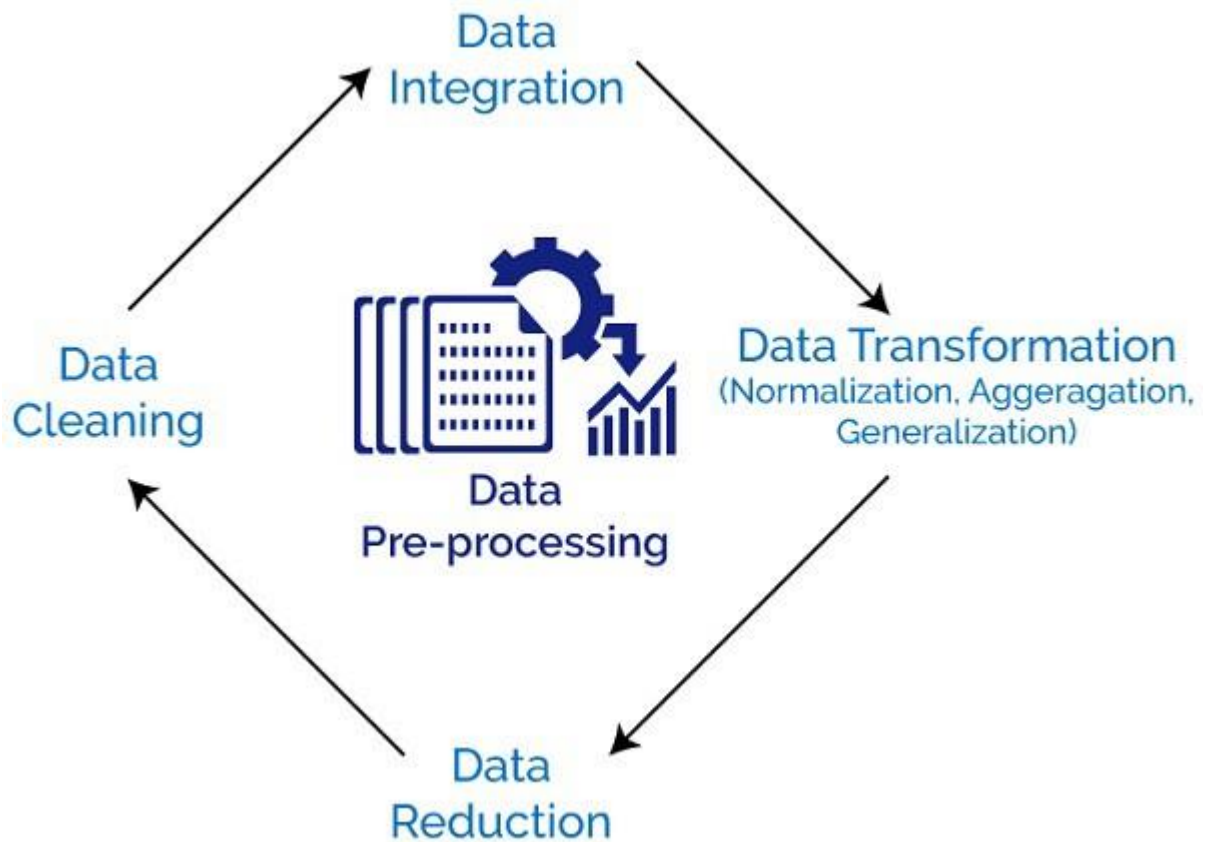 Data
Integration
Data
Cleaning
Data Transformation
(Normalization, Aggeragation,
Generalization)
Data
Pre-processing
Data
Reduction